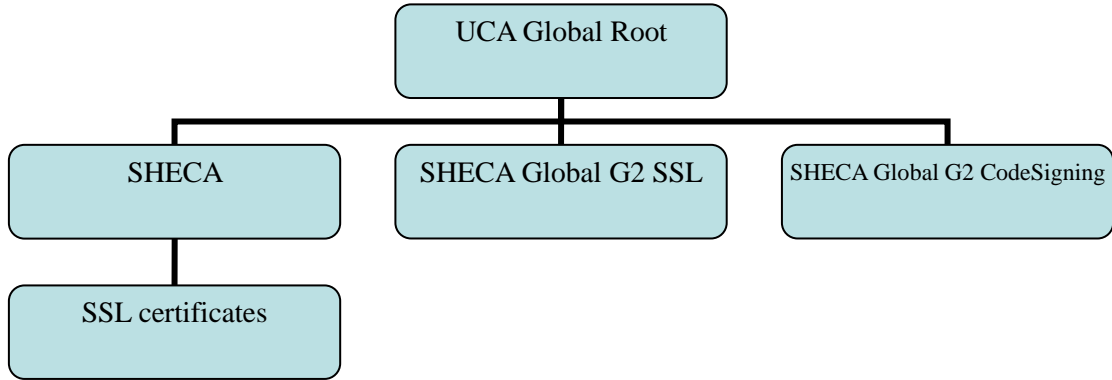 UCA Global Root
SHECA
SHECA Global G2 SSL
SHECA Global G2 CodeSigning
SSL certificates